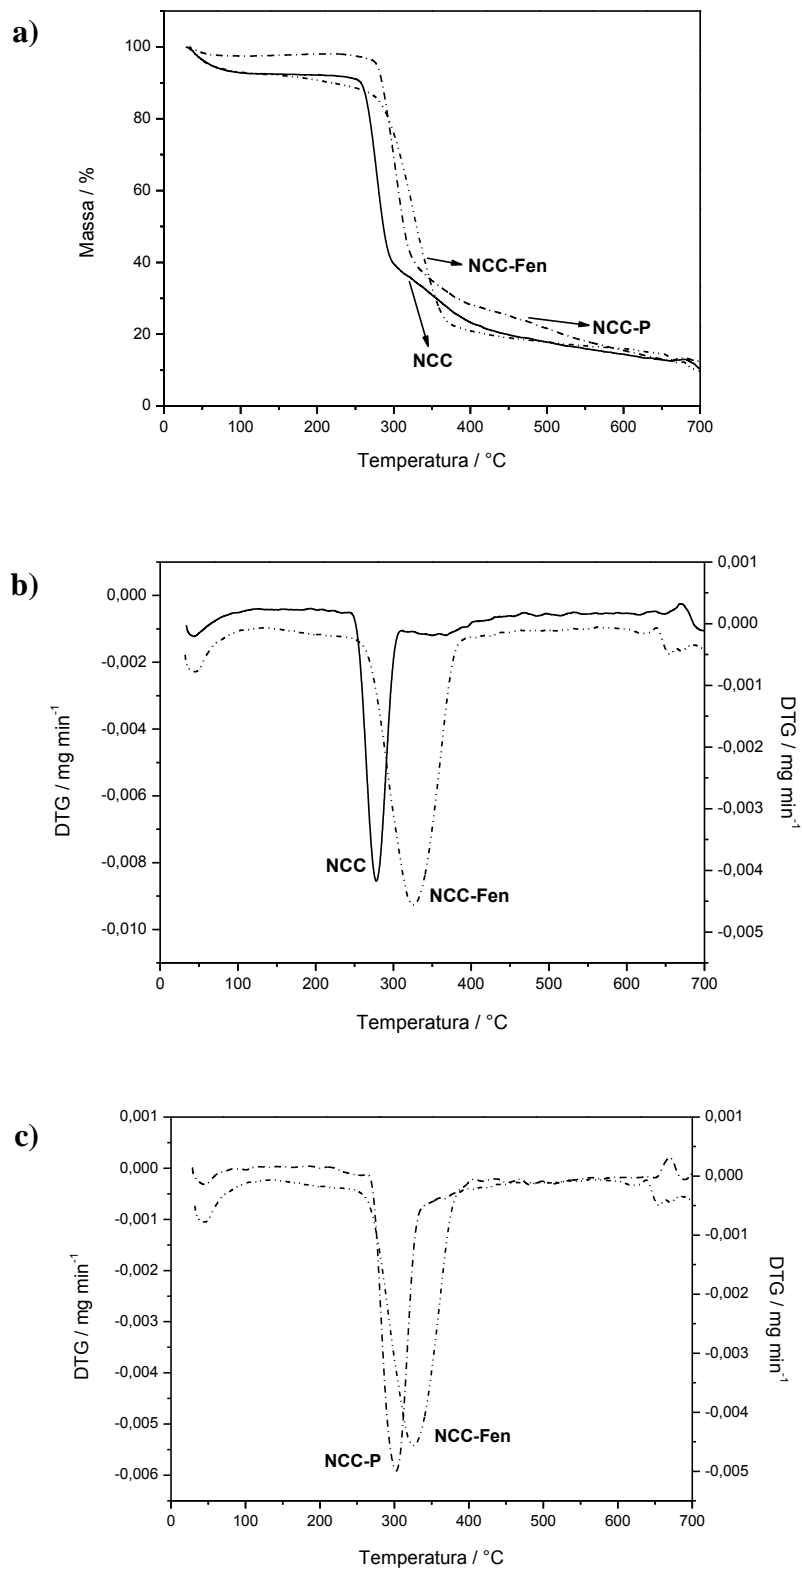 a)
100
80
60
40
20
0
Massa / %
NCC-Fen
NCC-P
NCC
0 100 200 300 400 500 600 700
Temperatura / °C
b)
0,000
-0,002
-0,004
-0,006
-0,008
-0,010
DTG / mg min⁻¹
0,001
0,000
-0,001
-0,002
-0,003
-0,004
-0,005
DTG / mg min⁻¹
NCC
NCC-Fen
0 100 200 300 400 500 600 700
Temperatura / °C
c)
0,001
0,000
-0,001
-0,002
-0,003
-0,004
-0,005
-0,006
DTG / mg min⁻¹
0,001
0,000
-0,001
-0,002
-0,003
-0,004
-0,005
DTG / mg min⁻¹
NCC-Fen
NCC-P
0 100 200 300 400 500 600 700
Temperatura / °C